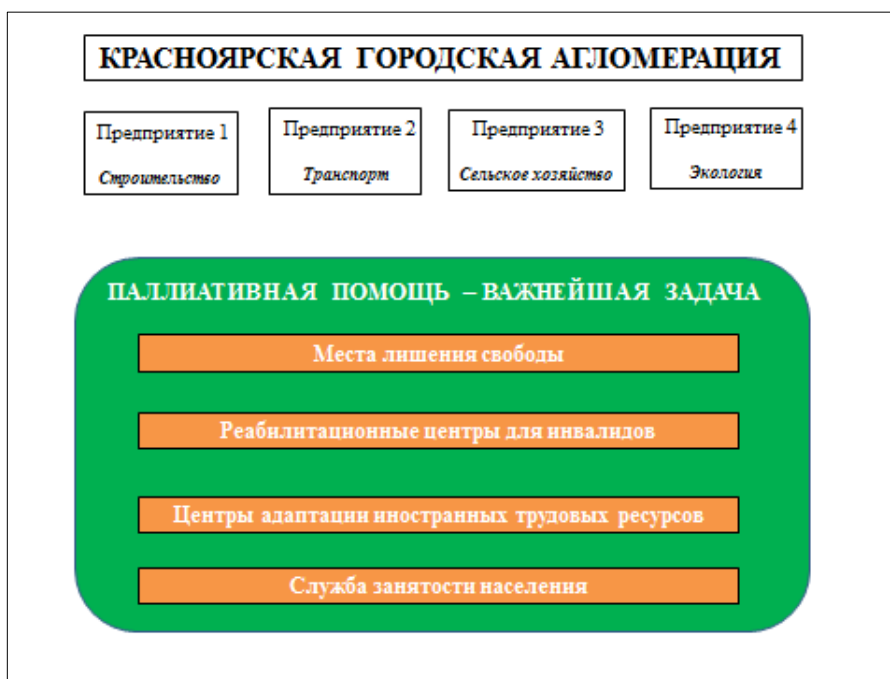 КРАСНОЯРСКАЯ ГОРОДСКАЯ АГЛОМЕРАЦИЯ
Предприятие 1
Строительство
Предприятие 2
Транспорт
Предприятие 3
Сельское хозяйство
Предприятие 4
Экология
ПАЛЛИАТИВНАЯ ПОМОЩЬ – ВАЖНЕЙШАЯ ЗАДАЧА
Места лишения свободы
Реабилитационные центры для инвалидов
Центры адаптации иностранных трудовых ресурсов
Служба занятости населения